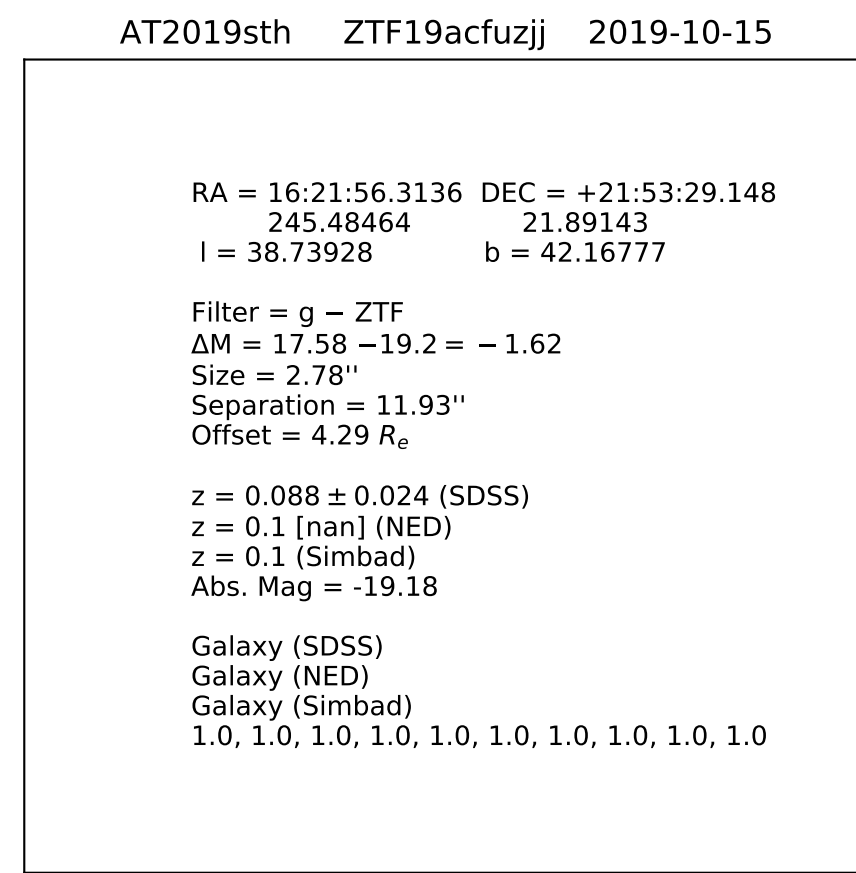 AT2019sth ZTF19acfuzjj 2019-10-15
RA = 16:21:56.3136 DEC = +21:53:29.148
245.48464 21.89143
l = 38.73928 b = 42.16777
Filter = g − ZTF
ΔM = 17.58 −19.2 = − 1.62
Size = 2.78''
Separation = 11.93''
Offset = 4.29 Rₑ
z = 0.088 ± 0.024 (SDSS)
z = 0.1 [nan] (NED)
z = 0.1 (Simbad)
Abs. Mag = -19.18
Galaxy (SDSS)
Galaxy (NED)
Galaxy (Simbad)
1.0, 1.0, 1.0, 1.0, 1.0, 1.0, 1.0, 1.0, 1.0, 1.0